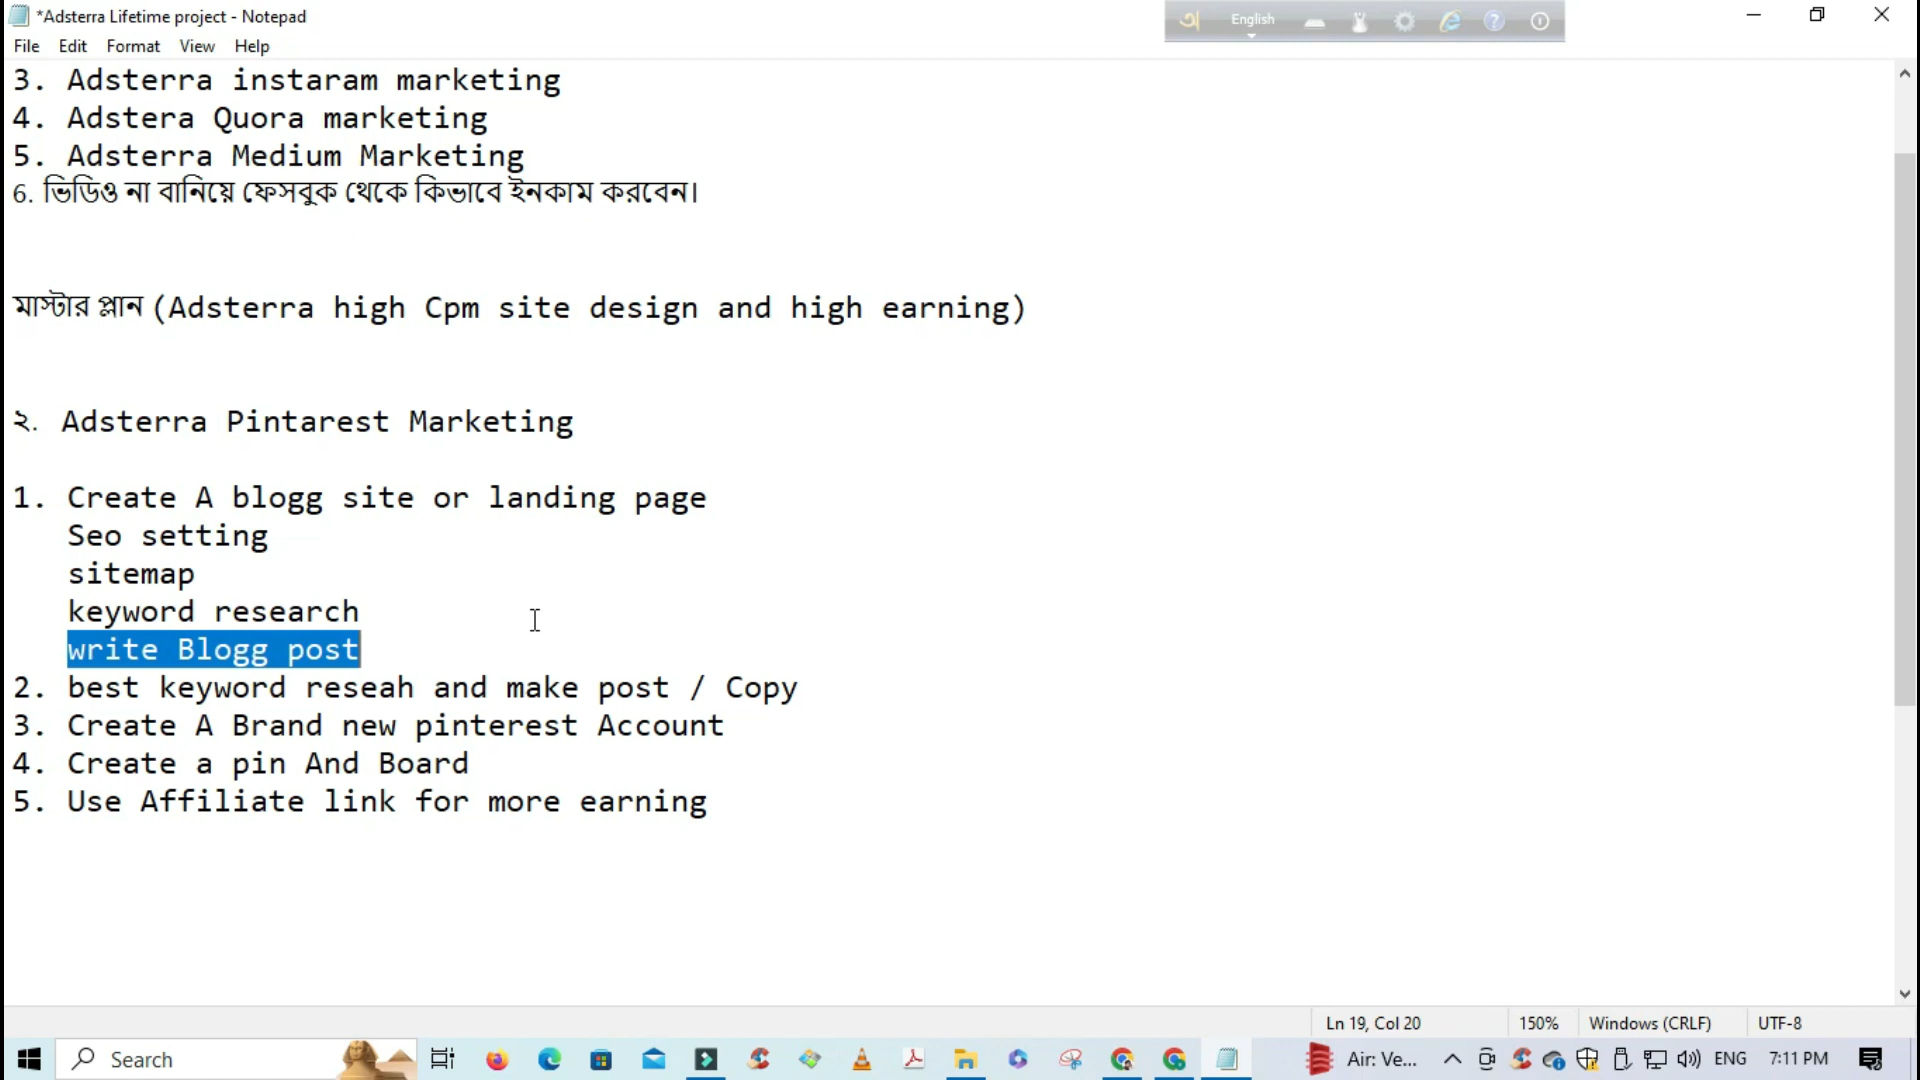 *Adsterra Lifetime project - Notepad
অ English
File Edit Format View Help
3. Adsterra instaram marketing
4. Adstera Quora marketing
5. Adsterra Medium Marketing
6. ভিডিও না বানিয়ে ফেসবুক থেকে কিভাবে ইনকাম করবেন।
মাস্টার প্লান (Adsterra high Cpm site design and high earning)
২. Adsterra Pintarest Marketing
1. Create A blogg site or landing page
Seo setting
sitemap
keyword research
write Blogg post
2. best keyword reseah and make post / Copy
3. Create A Brand new pinterest Account
4. Create a pin And Board
5. Use Affiliate link for more earning
Ln 19, Col 20 150% Windows (CRLF) UTF-8
Search Air: Ve... ENG 7:11 PM